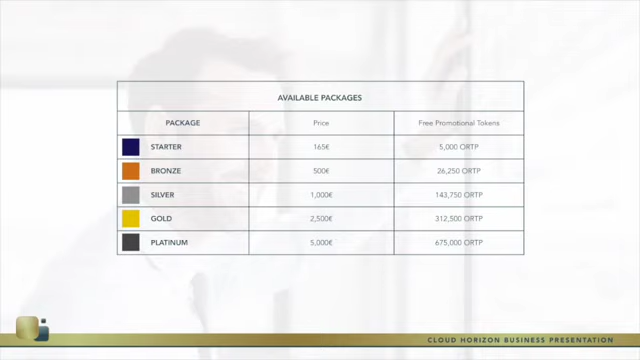 AVAILABLE PACKAGES
PACKAGE Price Free Promotional Tokens
STARTER 165€ 5,000 ORTP
BRONZE 500€ 26,250 ORTP
SILVER 1,000€ 143,750 ORTP
GOLD 2,500€ 312,500 ORTP
PLATINUM 5,000€ 675,000 ORTP
CLOUD HORIZON BUSINESS PRESENTATION